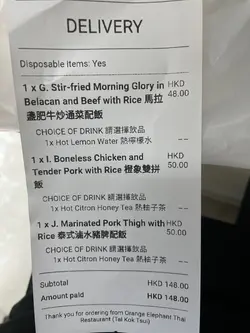 DELIVERY
Disposable items: Yes
1 x G. Stir-fried Morning Glory in HKD
Belacan and Beef with Rice 馬拉 48.00
盞肥牛炒通菜配飯
CHOICE OF DRINK 請選擇飲品
1 x Hot Lemon Water 熱檸檬水 ––
1 x I. Boneless Chicken and HKD
Tender Pork with Rice 橙象雙拼 50.00
飯
CHOICE OF DRINK 請選擇飲品
1 x Hot Citron Honey Tea 熱柚子茶 ––
1 x J. Marinated Pork Thigh with HKD
Rice 泰式滷水豬脾配飯 50.00
CHOICE OF DRINK 請選擇飲品
1 x Hot Citron Honey Tea 熱柚子茶 ––
Subtotal HKD 148.00
Amount paid HKD 148.00
Thank you for ordering from Orange Elephant Thai
Restaurant (Tai Kok Tsui)